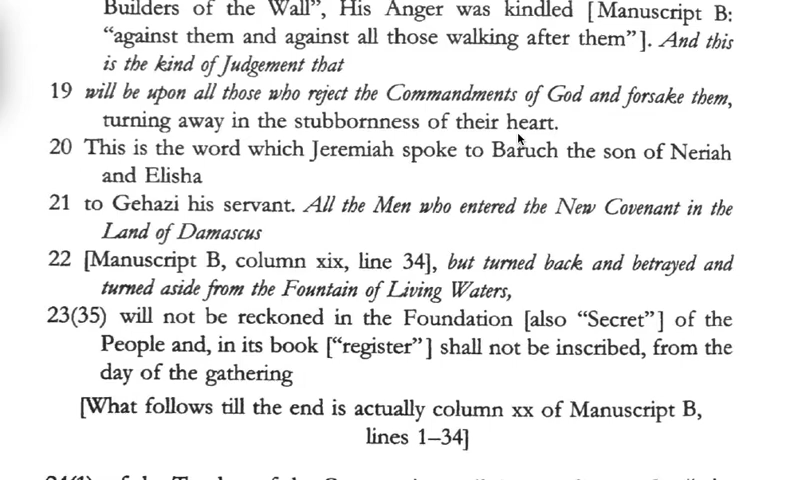 Builders of the Wall”, His Anger was kindled [Manuscript B:
“against them and against all those walking after them”]. And this
is the kind of Judgement that
19 will be upon all those who reject the Commandments of God and forsake them,
turning away in the stubbornness of their heart.
20 This is the word which Jeremiah spoke to Baruch the son of Neriah
and Elisha
21 to Gehazi his servant. All the Men who entered the New Covenant in the
Land of Damascus
22 [Manuscript B, column xix, line 34], but turned back and betrayed and
turned aside from the Fountain of Living Waters,
23(35) will not be reckoned in the Foundation [also “Secret”] of the
People and, in its book [“register”] shall not be inscribed, from the
day of the gathering
[What follows till the end is actually column xx of Manuscript B,
lines 1–34]